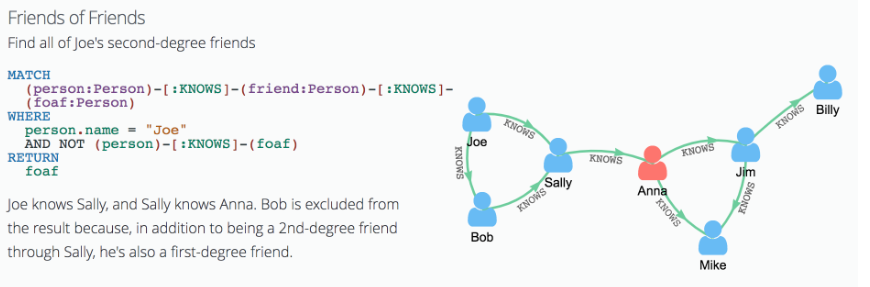 Friends of Friends
Find all of Joe's second-degree friends
MATCH
(person:Person)-[:KNOWS]-(friend:Person)-[:KNOWS]-
(foaf:Person)
WHERE
person.name = "Joe"
AND NOT (person)-[:KNOWS]-(foaf)
RETURN
foaf
Joe knows Sally, and Sally knows Anna. Bob is excluded from
the result because, in addition to being a 2nd-degree friend
through Sally, he's also a first-degree friend.
Joe
KNOWS
KNOWS
Sally
KNOWS
Bob
KNOWS
Anna
KNOWS
KNOWS
Jim
KNOWS
Mike
KNOWS
Billy